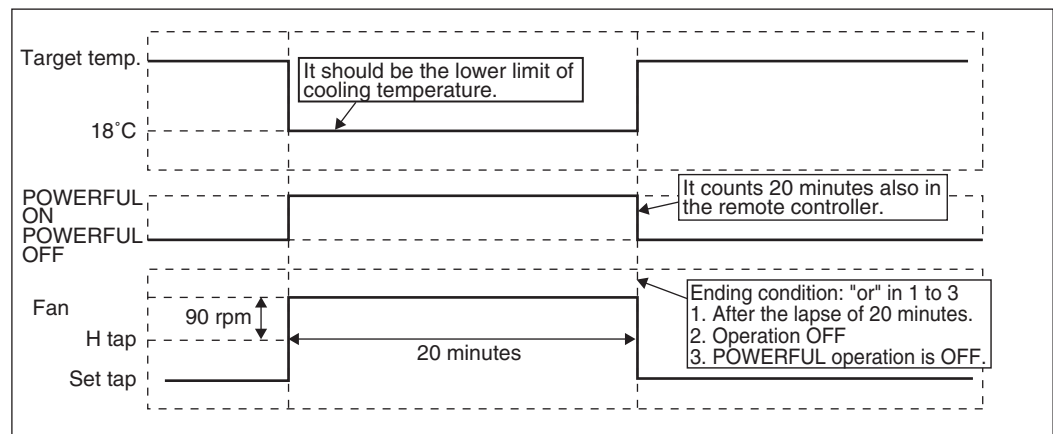 Target temp.
It should be the lower limit of
cooling temperature.
18°C
POWERFUL
ON
POWERFUL
OFF
It counts 20 minutes also in
the remote controller.
Fan
90 rpm
H tap
Set tap
20 minutes
Ending condition: "or" in 1 to 3
1. After the lapse of 20 minutes.
2. Operation OFF
3. POWERFUL operation is OFF.